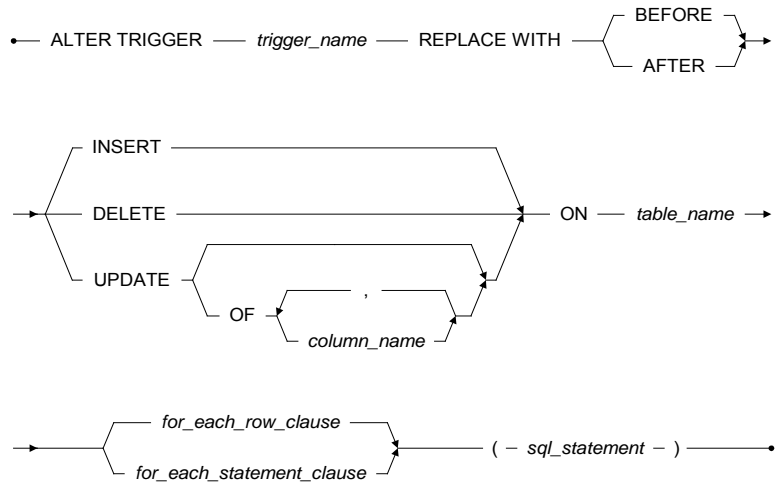 BEFORE
ALTER TRIGGER trigger_name REPLACE WITH
AFTER
INSERT
DELETE ON table_name
UPDATE
,
OF
column_name
for_each_row_clause
( sql_statement )
for_each_statement_clause